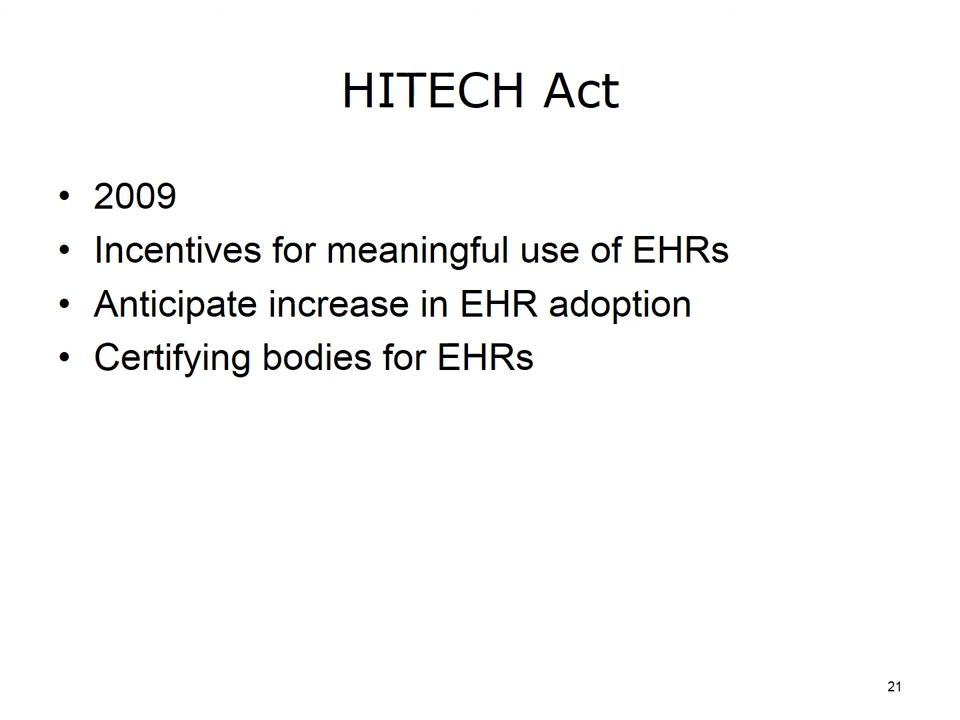 HITECH Act
• 2009
• Incentives for meaningful use of EHRs
• Anticipate increase in EHR adoption
• Certifying bodies for EHRs
21